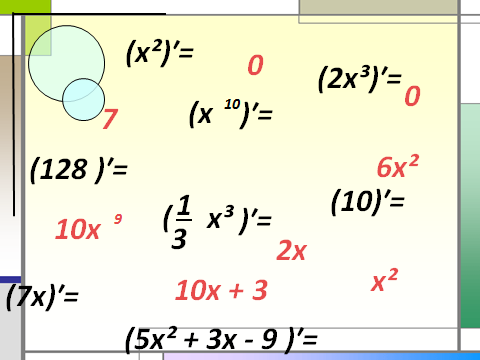 (x²)′=
0
(2x³)′=
0
7
(x ¹⁰)′=
(128 )′=
6x²
(10)′=
10x ⁹
(1/3 x³ )′=
2x
x²
10x + 3
(7x)′=
(5x² + 3x - 9 )′=